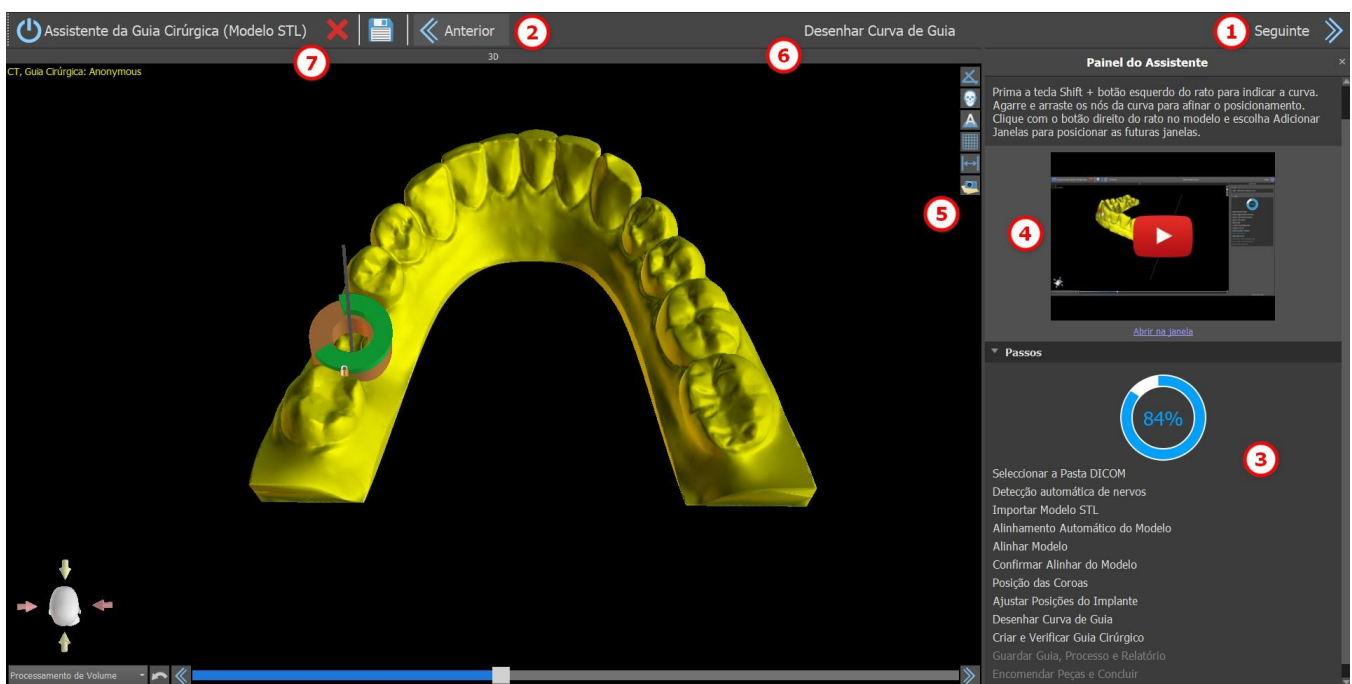 Assistente da Guia Cirúrgica (Modelo STL)
7
Anterior
2
Desenhar Curva de Guia
6
1
Seguinte
3D
CT, Guia Cirúrgica: Anonymous
5
Painel do Assistente
Prima a tecla Shift + botão esquerdo do rato para indicar a curva.
Agarre e arraste os nós da curva para afinar o posicionamento.
Clique com o botão direito do rato no modelo e escolha Adicionar
Janelas para posicionar as futuras janelas.
4
Abrir na janela
Passos
84%
3
Seleccionar a Pasta DICOM
Detecção automática de nervos
Importar Modelo STL
Alinhamento Automático do Modelo
Alinhar Modelo
Confirmar Alinhar do Modelo
Posição das Coroas
Ajustar Posições do Implante
Desenhar Curva de Guia
Criar e Verificar Guia Cirúrgico
Guardar Guia, Processo e Relatório
Encomendar Peças e Concluir
Processamento de Volume